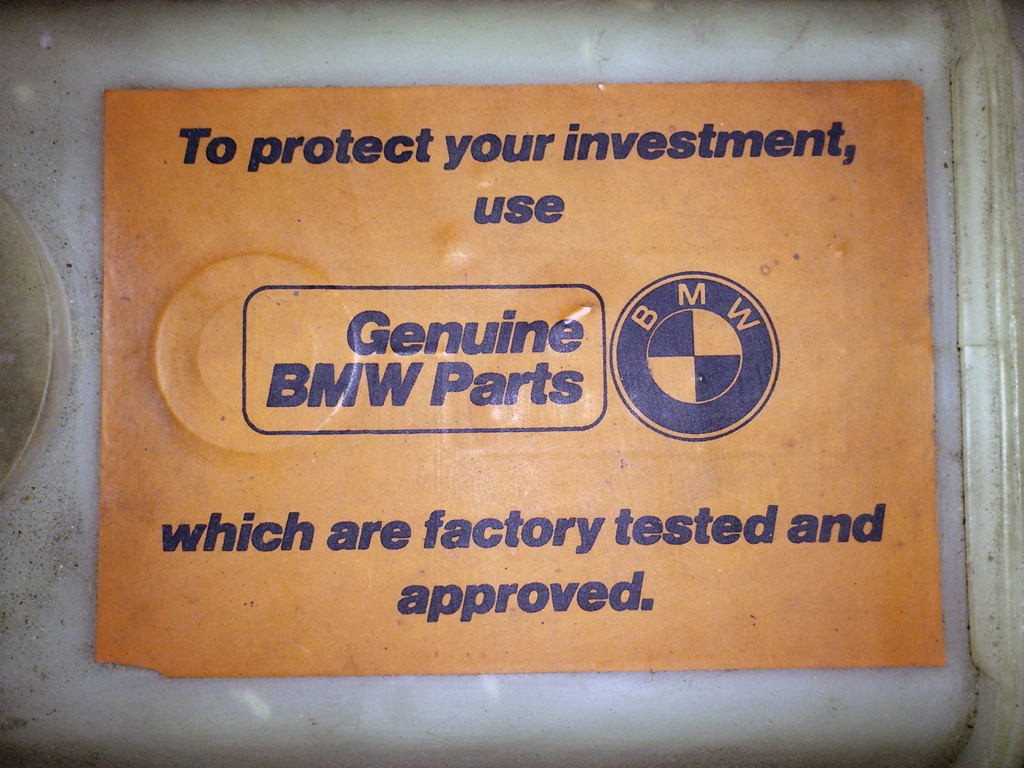 To protect your investment,
use
Genuine
BMW Parts
BMW
which are factory tested and
approved.